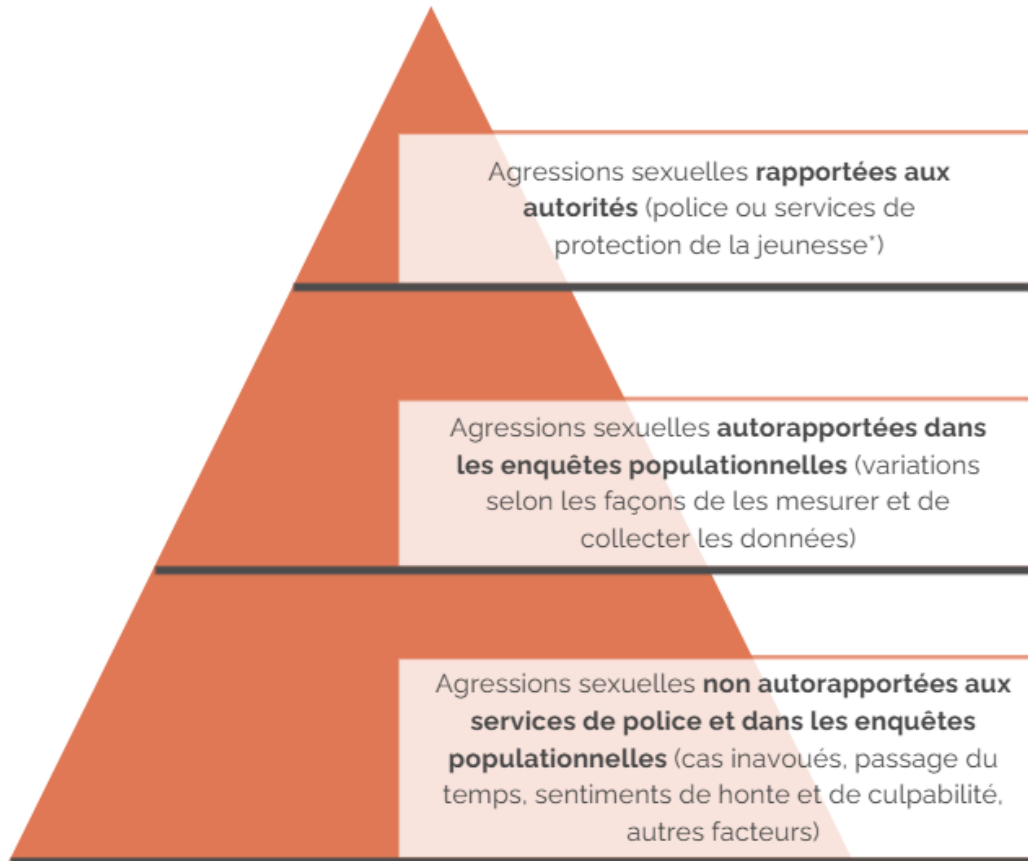 Agressions sexuelles rapportées aux
autorités (police ou services de
protection de la jeunesse*)
Agressions sexuelles autorapportées dans
les enquêtes populationnelles (variations
selon les façons de les mesurer et de
collecter les données)
Agressions sexuelles non autorapportées aux
services de police et dans les enquêtes
populationnelles (cas inavoués, passage du
temps, sentiments de honte et de culpabilité,
autres facteurs)